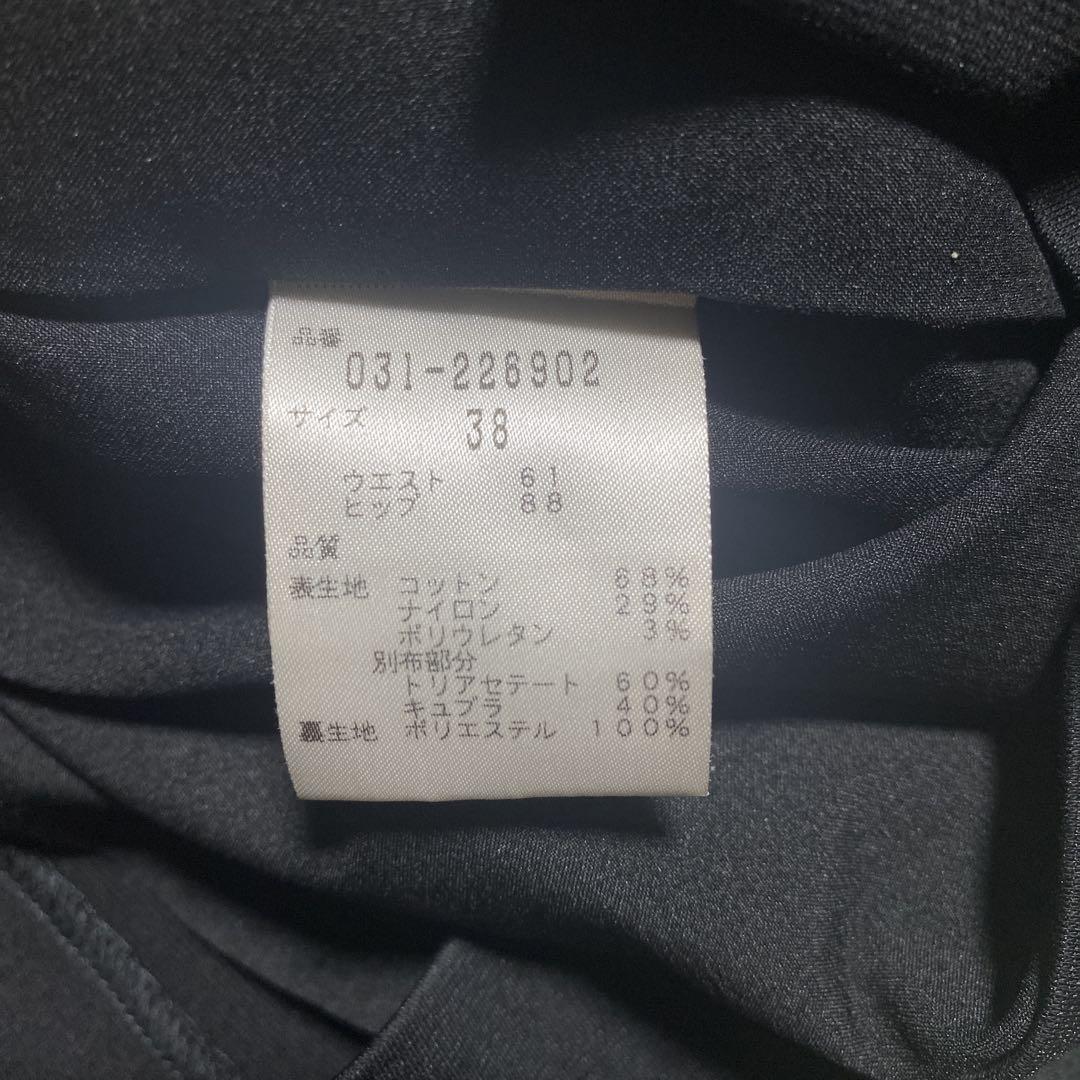 品番
031-226902
サイズ 38
ウエスト 61
ヒップ 88
品質
表生地 コットン 68%
ナイロン 29%
ポリウレタン 3%
別布部分
トリアセテート 60%
キュプラ 40%
裏生地 ポリエステル 100%